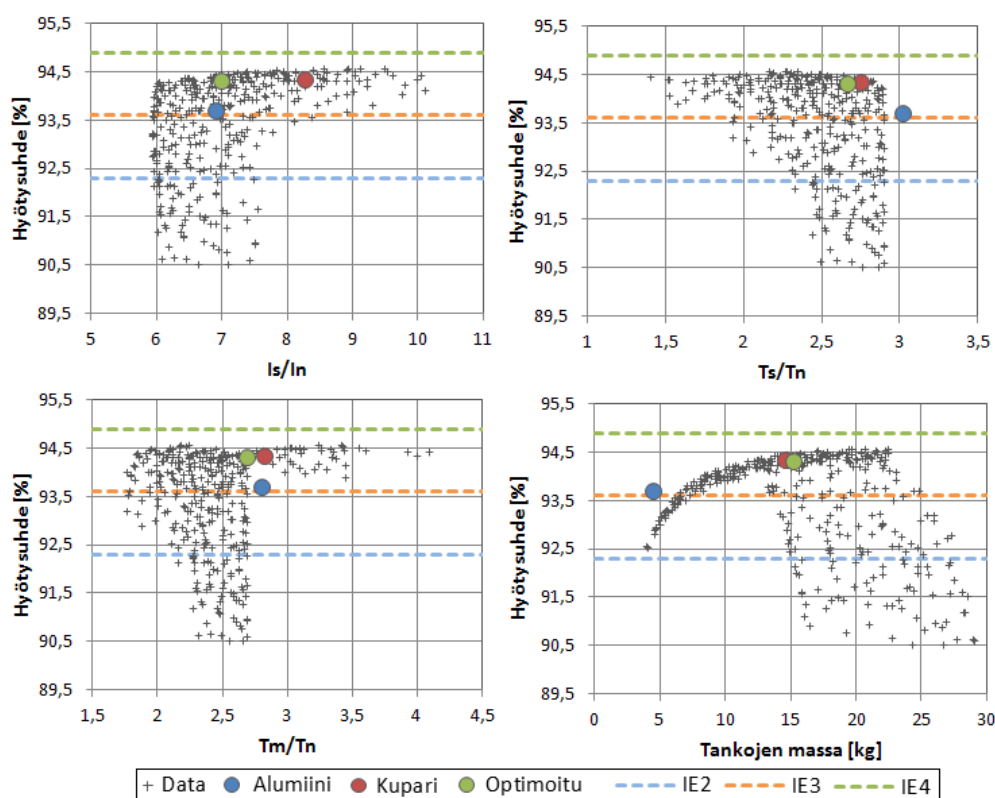 95,5
94,5
93,5
92,5
91,5
90,5
89,5
Hyötysuhde [%]
5 6 7 8 9 10 11
Is/In
95,5
94,5
93,5
92,5
91,5
90,5
89,5
Hyötysuhde [%]
1 1,5 2 2,5 3 3,5
Ts/Tn
95,5
94,5
93,5
92,5
91,5
90,5
89,5
Hyötysuhde [%]
1,5 2 2,5 3 3,5 4 4,5
Tm/Tn
95,5
94,5
93,5
92,5
91,5
90,5
89,5
Hyötysuhde [%]
0 5 10 15 20 25 30
Tankojen massa [kg]
Data Alumiini Kupari Optimoitu IE2 IE3 IE4